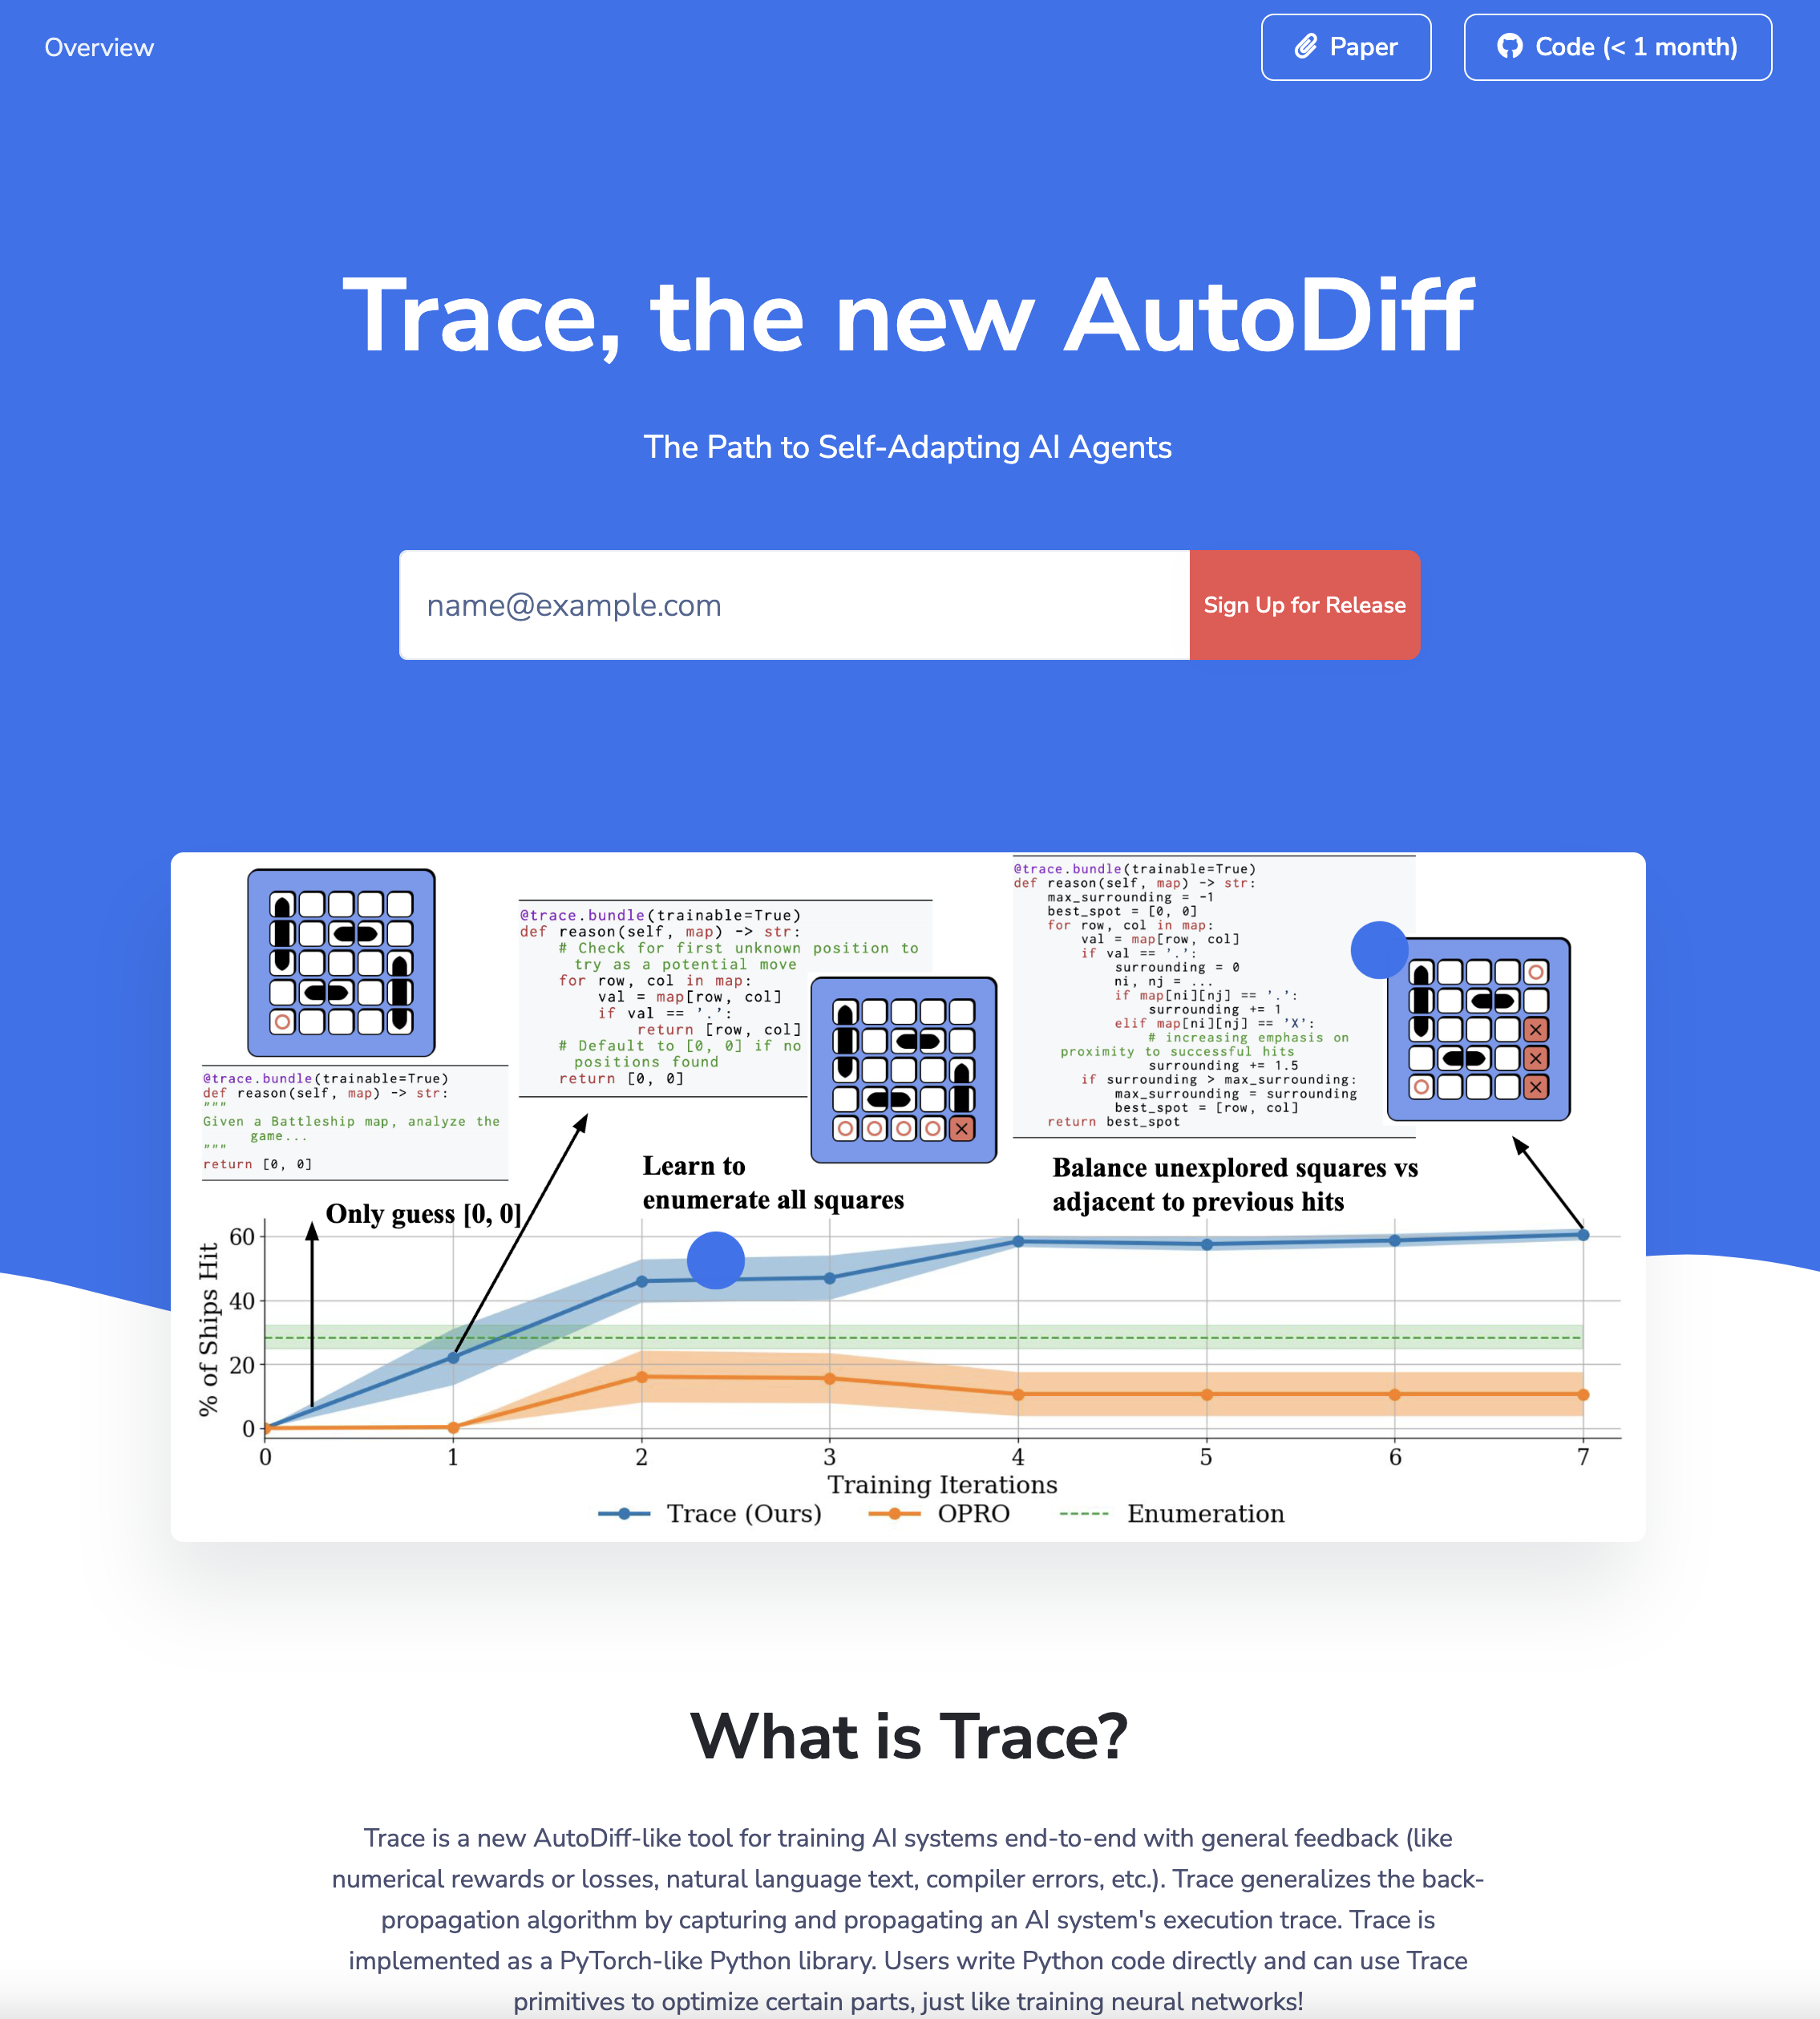 Overview
Paper
Code (< 1 month)
Trace, the new AutoDiff
The Path to Self-Adapting AI Agents
name@example.com
Sign Up for Release
@trace.bundle(trainable=True)
def reason(self, map) -> str:
"""
Given a Battleship map, analyze the
game...
"""
return [0, 0]
Only guess [0, 0]
@trace.bundle(trainable=True)
def reason(self, map) -> str:
# Check for first unknown position to
try as a potential move
for row, col in map:
val = map[row, col]
if val == '.':
return [row, col]
# Default to [0, 0] if no
positions found
return [0, 0]
Learn to
enumerate all squares
@trace.bundle(trainable=True)
def reason(self, map) -> str:
max_surrounding = -1
best_spot = [0, 0]
for row, col in map:
val = map[row, col]
if val == '.':
surrounding = 0
ni, nj = ...
if map[ni][nj] == '.':
surrounding += 1
elif map[ni][nj] == 'X':
# increasing emphasis on
proximity to successful hits
surrounding += 1.5
if surrounding > max_surrounding:
max_surrounding = surrounding
best_spot = [row, col]
return best_spot
Balance unexplored squares vs
adjacent to previous hits
% of Ships Hit
60
40
20
0
0 1 2 3 4 5 6 7
Training Iterations
Trace (Ours) OPRO Enumeration
What is Trace?
Trace is a new AutoDiff-like tool for training AI systems end-to-end with general feedback (like
numerical rewards or losses, natural language text, compiler errors, etc.). Trace generalizes the back-
propagation algorithm by capturing and propagating an AI system's execution trace. Trace is
implemented as a PyTorch-like Python library. Users write Python code directly and can use Trace
primitives to optimize certain parts, just like training neural networks!